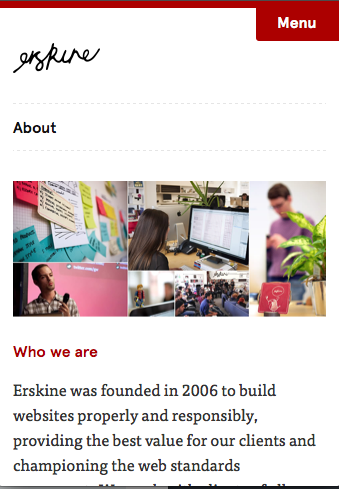 Menu
erskine
About
Who we are
Erskine was founded in 2006 to build
websites properly and responsibly,
providing the best value for our clients and
championing the web standards